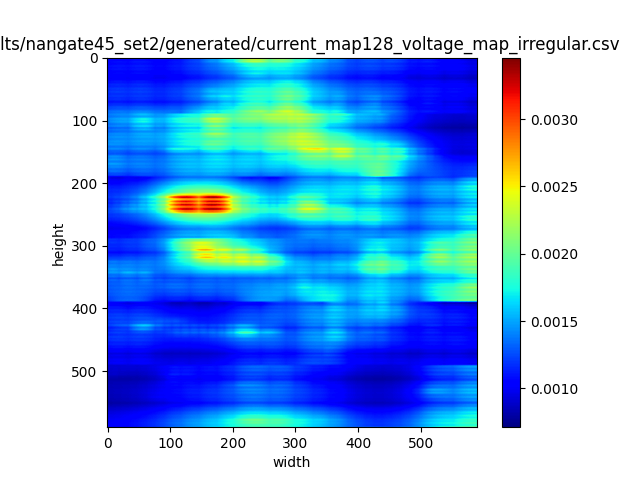 lts/nangate45_set2/generated/current_map128_voltage_map_irregular.csv
0
100
200
300
400
500
height
0 100 200 300 400 500
width
0.0030
0.0025
0.0020
0.0015
0.0010